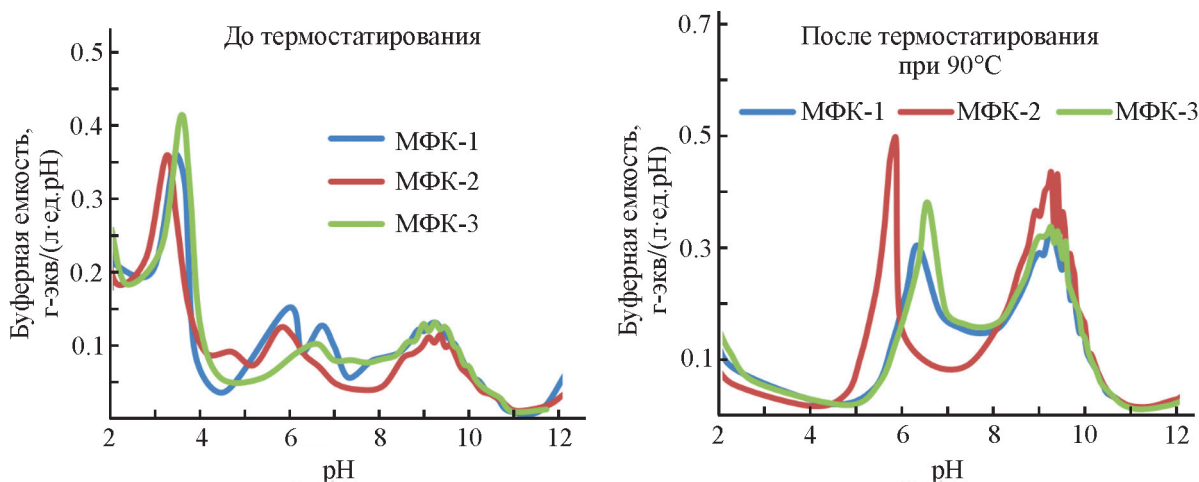 До термостатирования
Буферная емкость,
г-экв/(л·ед.pH)
0.5
0.4
0.3
0.2
0.1
МФК-1
МФК-2
МФК-3
2 4 6 8 10 12
pH
После термостатирования
при 90°C
МФК-1 МФК-2 МФК-3
Буферная емкость,
г-экв/(л·ед.pH)
0.7
0.5
0.3
0.1
2 4 6 8 10 12
pH